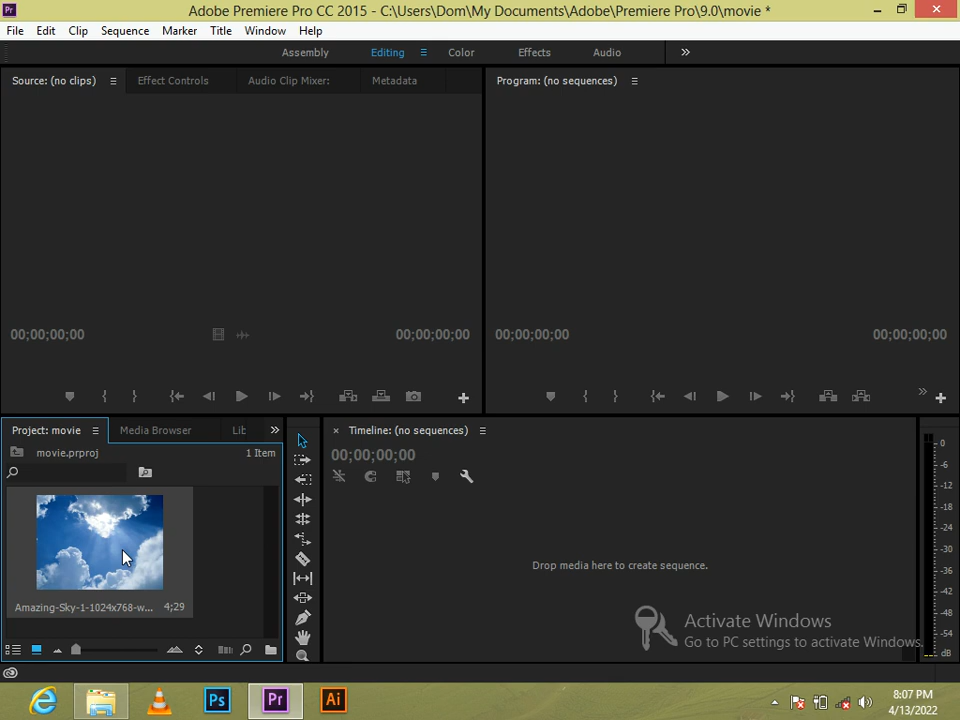 Pr
Adobe Premiere Pro CC 2015 - C:\Users\Dom\My Documents\Adobe\Premiere Pro\9.0\movie *
File Edit Clip Sequence Marker Title Window Help
Assembly Editing Color Effects Audio
Source: (no clips) Effect Controls Audio Clip Mixer: Metadata
Program: (no sequences)
00;00;00;00 00;00;00;00
00;00;00;00 00;00;00;00
Project: movie Media Browser Lib
movie.prproj 1 Item
Amazing-Sky-1-1024x768-w... 4;29
Timeline: (no sequences)
00;00;00;00
Drop media here to create sequence.
0
-6
-12
-18
-24
-30
-36
-42
-48
-54
dB
Activate Windows
Go to PC settings to activate Windows.
Ps Pr Ai
8:07 PM
4/13/2022